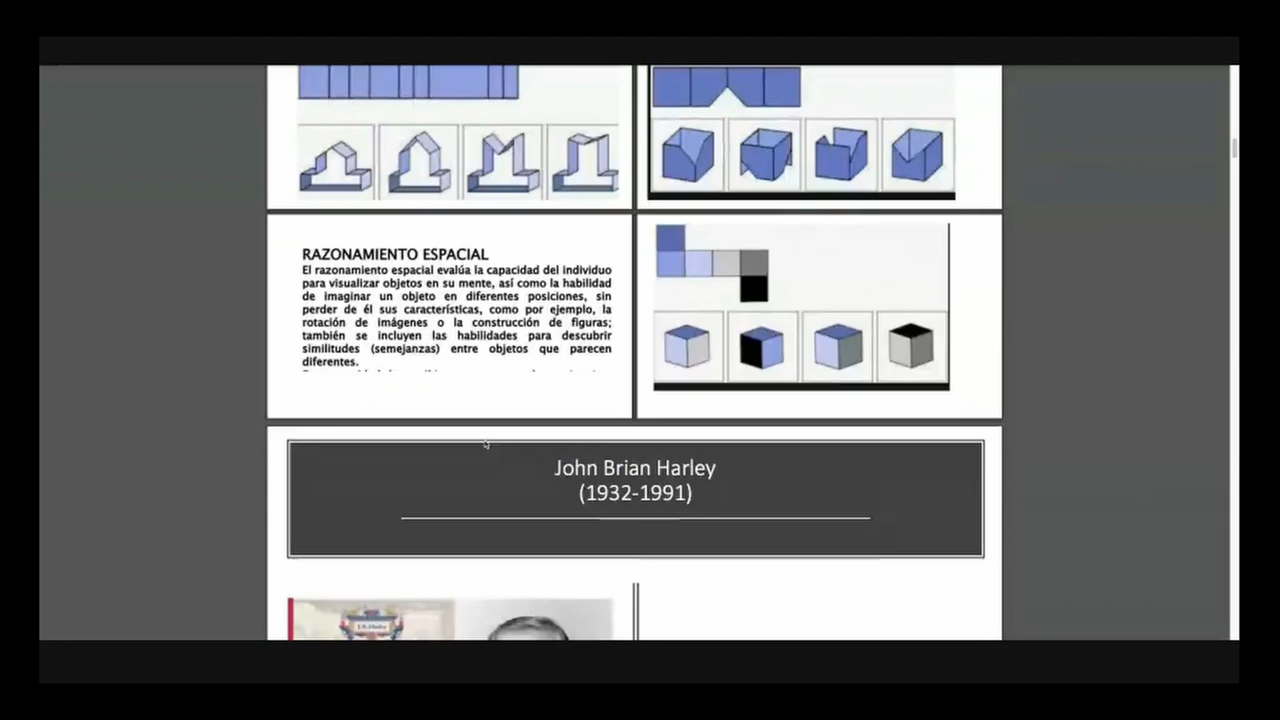 RAZONAMIENTO ESPACIAL
El razonamiento espacial evalúa la capacidad del individuo
para visualizar objetos en su mente, así como la habilidad
de imaginar un objeto en diferentes posiciones, sin
perder de él sus características, como por ejemplo, la
rotación de imágenes o la construcción de figuras;
también se incluyen las habilidades para descubrir
similitudes (semejanzas) entre objetos que parecen
diferentes.
John Brian Harley
(1932-1991)